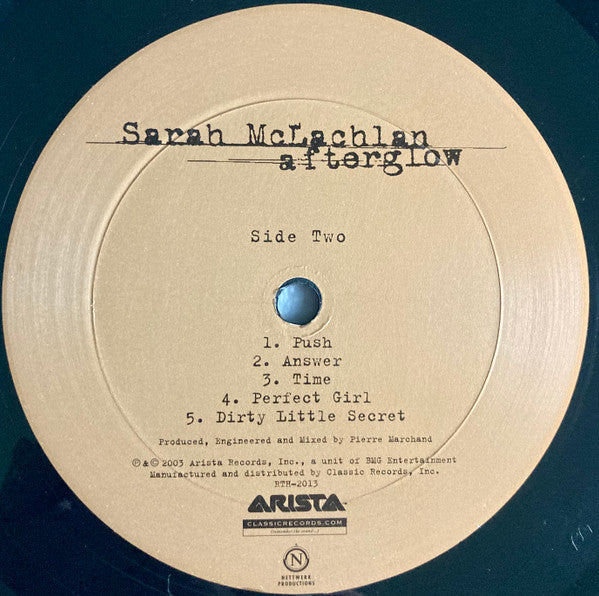 Sarah McLachlan
afterglow
Side Two
1. Push
2. Answer
3. Time
4. Perfect Girl
5. Dirty Little Secret
Produced, Engineered and Mixed by Pierre Marchand
℗ & © 2003 Arista Records, Inc., a unit of BMG Entertainment
Manufactured and distributed by Classic Records, Inc.
RTH-2013
ARISTA™
CLASSICRECORDS.COM
N
NETTWERK
PRODUCTIONS